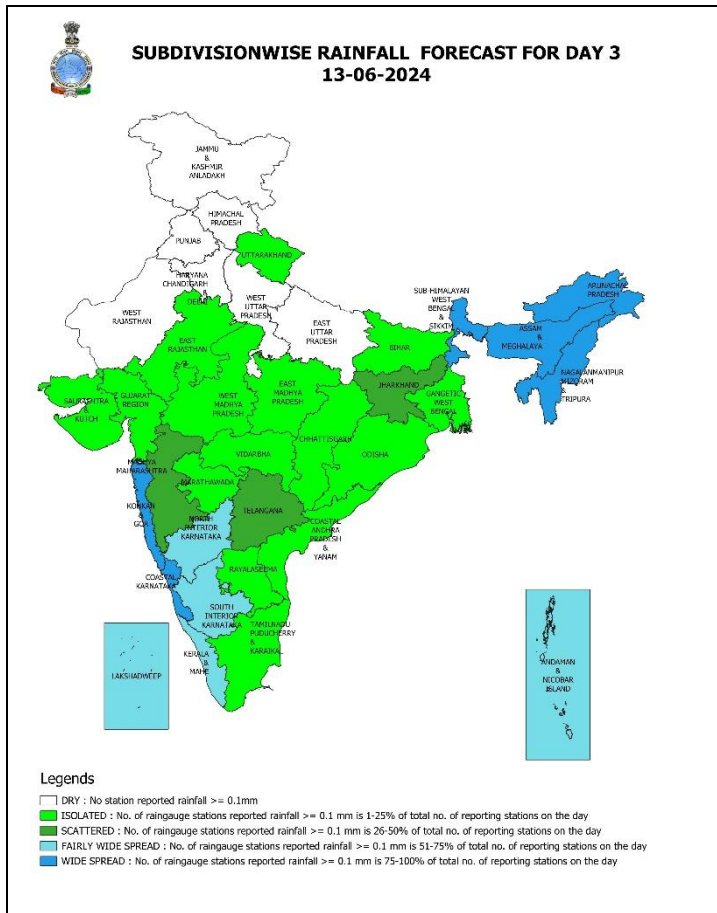 SUBDIVISIONWISE RAINFALL FORECAST FOR DAY 3
13-06-2024
JAMMU
&
KASHMIR
ANLADAKH
HIMACHAL
PRADESH
PUNJAB
UTTARAKHAND
HARYANA
CHANDIGARH
&
DELHI
WEST
RAJASTHAN
WEST
UTTAR
PRADESH
EAST
UTTAR
PRADESH
SUB-HIMALAYAN
WEST
BENGAL
&
SIKKIM
ARUNACHAL
PRADESH
ASSAM
&
MEGHALAYA
NAGALANMANIPUR
MIZORAM
&
TRIPURA
EAST
RAJASTHAN
BIHAR
JHARKHAND
GANGETIC
WEST
BENGAL
SAURASHTRA
&
KUTCH
GUJARAT
REGION
WEST
MADHYA
PRADESH
EAST
MADHYA
PRADESH
CHHATTISGARH
ODISHA
VIDARBHA
MADHYA
MAHARASHTRA
MARATHAWADA
KONKAN
&
GOA
TELANGANA
NORTH
INTERIOR
KARNATAKA
COASTAL
ANDHRA
PRADESH
&
YANAM
RAYALASEEMA
COASTAL
KARNATAKA
SOUTH
INTERIOR
KARNATAKA
TAMILNADU
PUDUCHERRY
&
KARAIKAL
KERALA
&
MAHE
LAKSHADWEEP
ANDAMAN
&
NICOBAR
ISLAND
Legends
DRY : No station reported rainfall >= 0.1mm
ISOLATED : No. of raingauge stations reported rainfall >= 0.1 mm is 1-25% of total no. of reporting stations on the day
SCATTERED : No. of raingauge stations reported rainfall >= 0.1 mm is 26-50% of total no. of reporting stations on the day
FAIRLY WIDE SPREAD : No. of raingauge stations reported rainfall >= 0.1 mm is 51-75% of total no. of reporting stations on the day
WIDE SPREAD : No. of raingauge stations reported rainfall >= 0.1 mm is 75-100% of total no. of reporting stations on the day